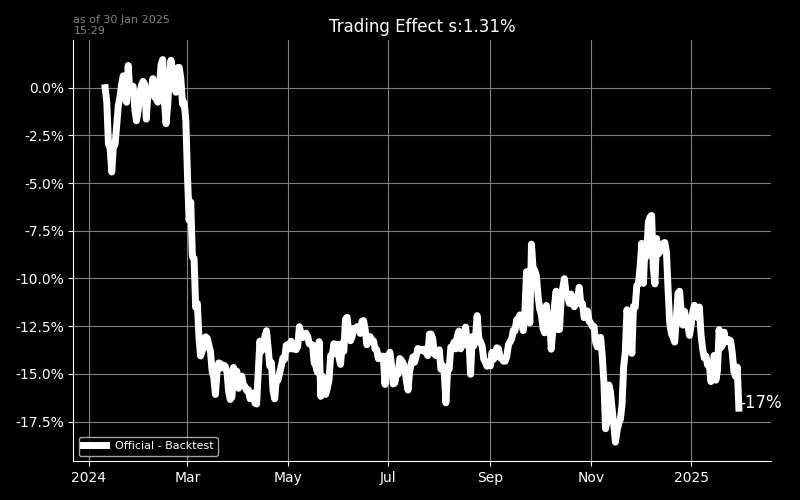 as of 30 Jan 2025
15:29
Trading Effect s:1.31%
0.0%
-2.5%
-5.0%
-7.5%
-10.0%
-12.5%
-15.0%
-17.5%
-17%
Official - Backtest
2024 Mar May Jul Sep Nov 2025